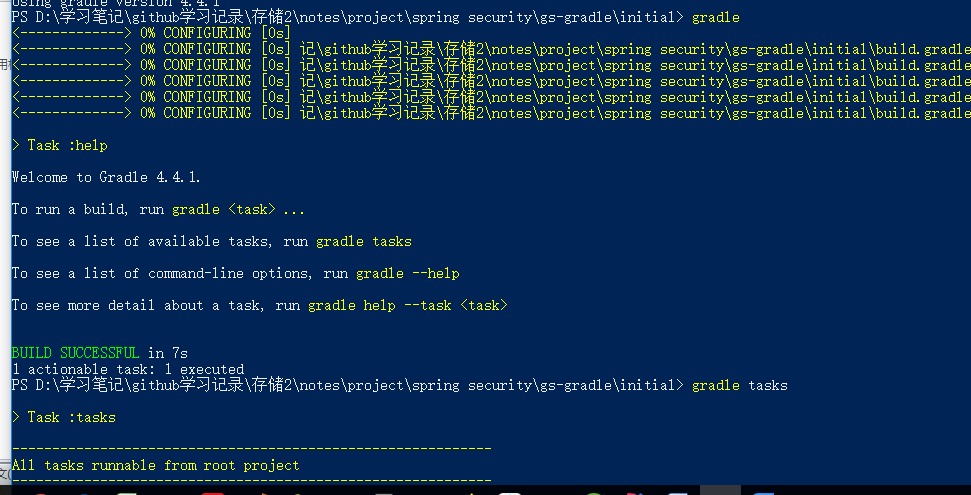 using gradle version 4.4.1
PS D:\学习笔记\github学习记录\存储2\notes\project\spring security\gs-gradle\initial> gradle
<-------------> 0% CONFIGURING [0s]
<-------------> 0% CONFIGURING [0s] 记\github学习记录\存储2\notes\project\spring security\gs-gradle\initial\build.gradle
<-------------> 0% CONFIGURING [0s] 记\github学习记录\存储2\notes\project\spring security\gs-gradle\initial\build.gradle
<-------------> 0% CONFIGURING [0s] 记\github学习记录\存储2\notes\project\spring security\gs-gradle\initial\build.gradle
<-------------> 0% CONFIGURING [0s] 记\github学习记录\存储2\notes\project\spring security\gs-gradle\initial\build.gradle
<-------------> 0% CONFIGURING [0s] 记\github学习记录\存储2\notes\project\spring security\gs-gradle\initial\build.gradle
> Task :help
Welcome to Gradle 4.4.1.
To run a build, run gradle <task> ...
To see a list of available tasks, run gradle tasks
To see a list of command-line options, run gradle --help
To see more detail about a task, run gradle help --task <task>
BUILD SUCCESSFUL in 7s
1 actionable task: 1 executed
PS D:\学习笔记\github学习记录\存储2\notes\project\spring security\gs-gradle\initial> gradle tasks
> Task :tasks
------------------------------------------------------------
All tasks runnable from root project
------------------------------------------------------------